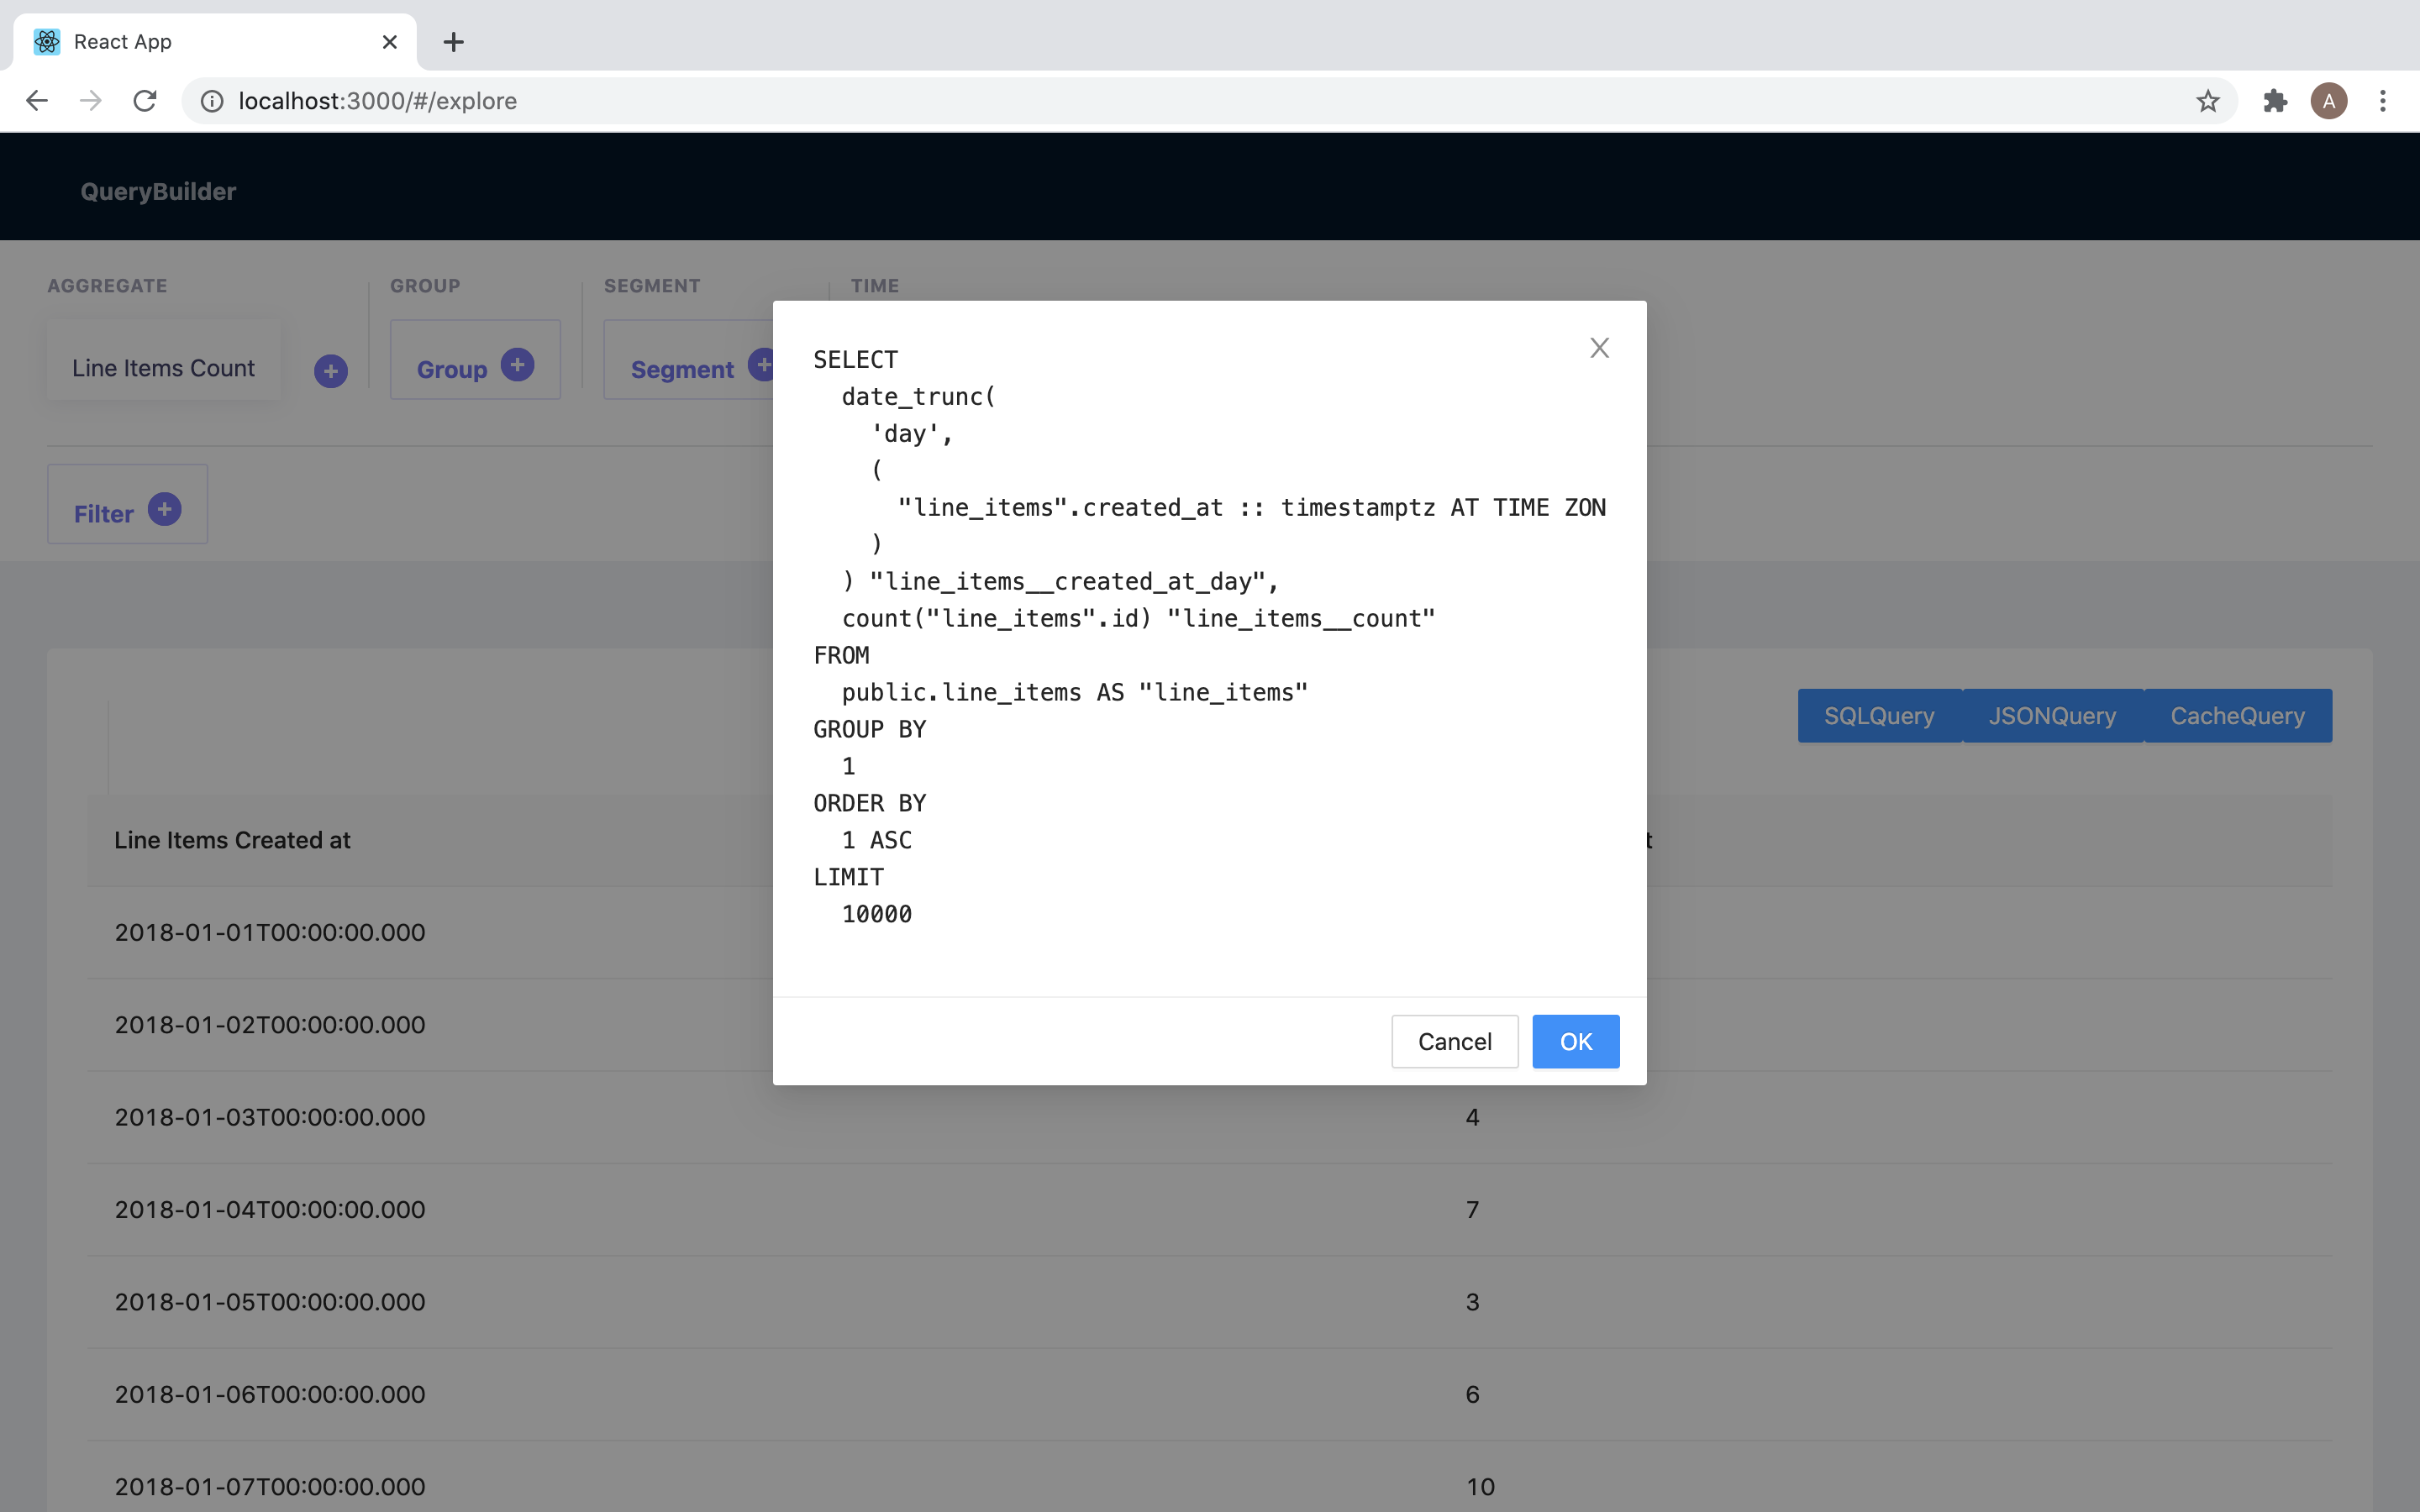 React App
localhost:3000/#/explore
A
QueryBuilder
AGGREGATE
GROUP
SEGMENT
TIME
Line Items Count
Group
Segment
Filter
SELECT
date_trunc(
'day',
(
"line_items".created_at :: timestamptz AT TIME ZON
)
) "line_items__created_at_day",
count("line_items".id) "line_items__count"
FROM
public.line_items AS "line_items"
GROUP BY
1
ORDER BY
1 ASC
LIMIT
10000
Cancel
OK
SQLQuery
JSONQuery
CacheQuery
Line Items Created at
t
2018-01-01T00:00:00.000
2018-01-02T00:00:00.000
2018-01-03T00:00:00.000 4
2018-01-04T00:00:00.000 7
2018-01-05T00:00:00.000 3
2018-01-06T00:00:00.000 6
2018-01-07T00:00:00.000 10